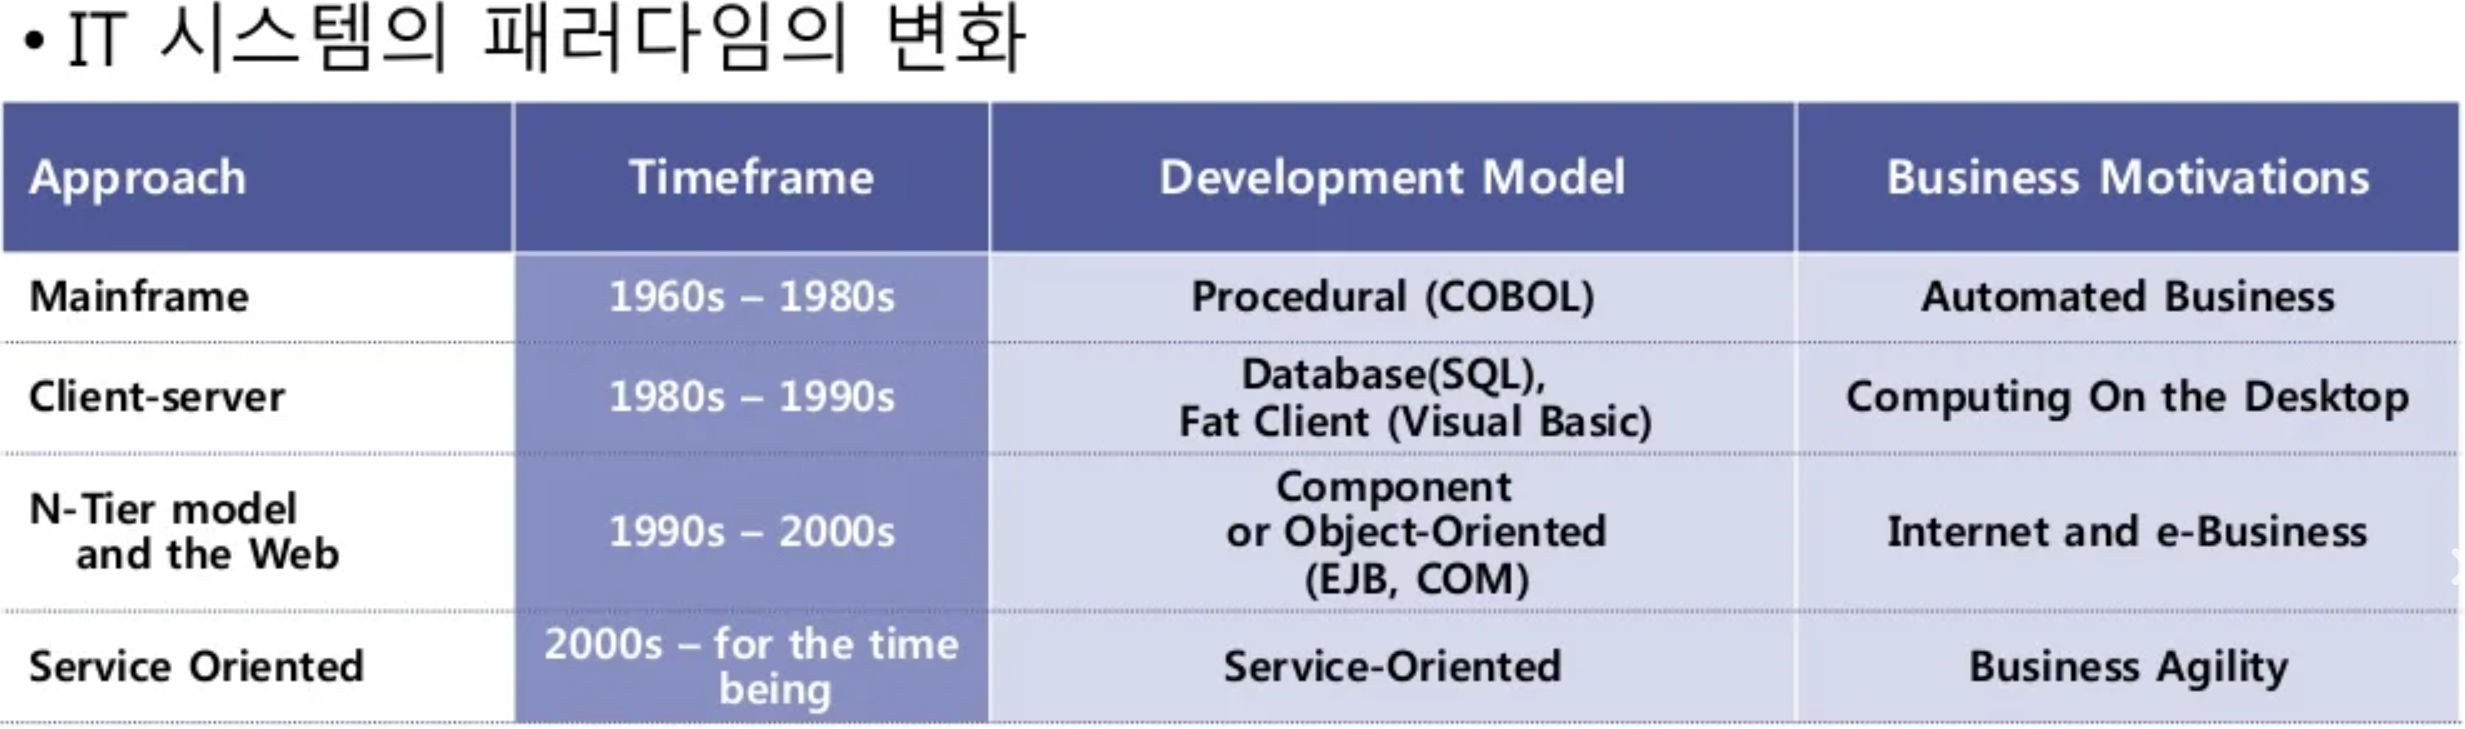 • IT 시스템의 패러다임의 변화
Approach
Timeframe
Development Model
Business Motivations
Mainframe
1960s – 1980s
Procedural (COBOL)
Automated Business
Client-server
1980s – 1990s
Database(SQL),
Fat Client (Visual Basic)
Computing On the Desktop
N-Tier model
and the Web
1990s – 2000s
Component
or Object-Oriented
(EJB, COM)
Internet and e-Business
Service Oriented
2000s – for the time
being
Service-Oriented
Business Agility